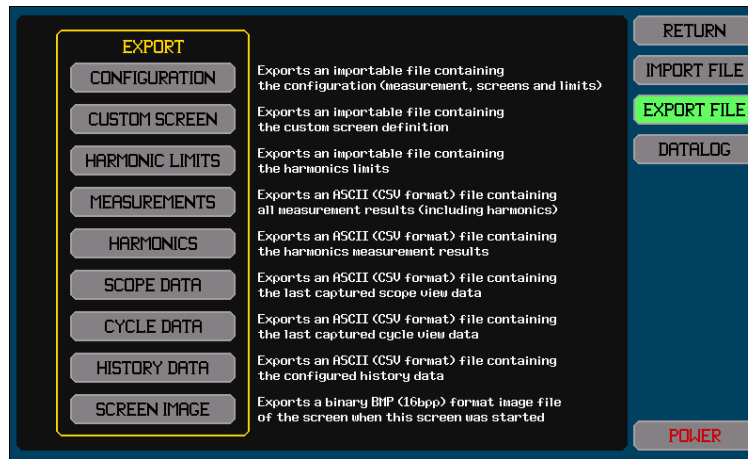 EXPORT
CONFIGURATION
Exports an importable file containing
the configuration (measurement, screens and limits)
CUSTOM SCREEN
Exports an importable file containing
the custom screen definition
HARMONIC LIMITS
Exports an importable file containing
the harmonics limits
MEASUREMENTS
Exports an ASCII (CSV format) file containing
all measurement results (including harmonics)
HARMONICS
Exports an ASCII (CSV format) file containing
the harmonics measurement results
SCOPE DATA
Exports an ASCII (CSV format) file containing
the last captured scope view data
CYCLE DATA
Exports an ASCII (CSV format) file containing
the last captured cycle view data
HISTORY DATA
Exports an ASCII (CSV format) file containing
the configured history data
SCREEN IMAGE
Exports a binary BMP (16bpp) format image file
of the screen when this screen was started
RETURN
IMPORT FILE
EXPORT FILE
DATALOG
POWER